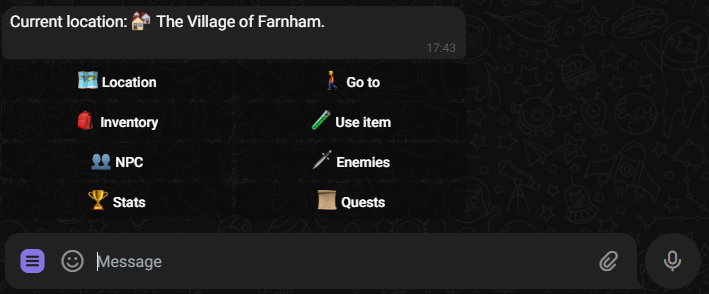 Current location: 🏘️ The Village of Farnham.
17:43
🗺️ Location
🚶 Go to
🎒 Inventory
🧪 Use item
👥 NPC
🗡️ Enemies
🏆 Stats
📜 Quests
Message